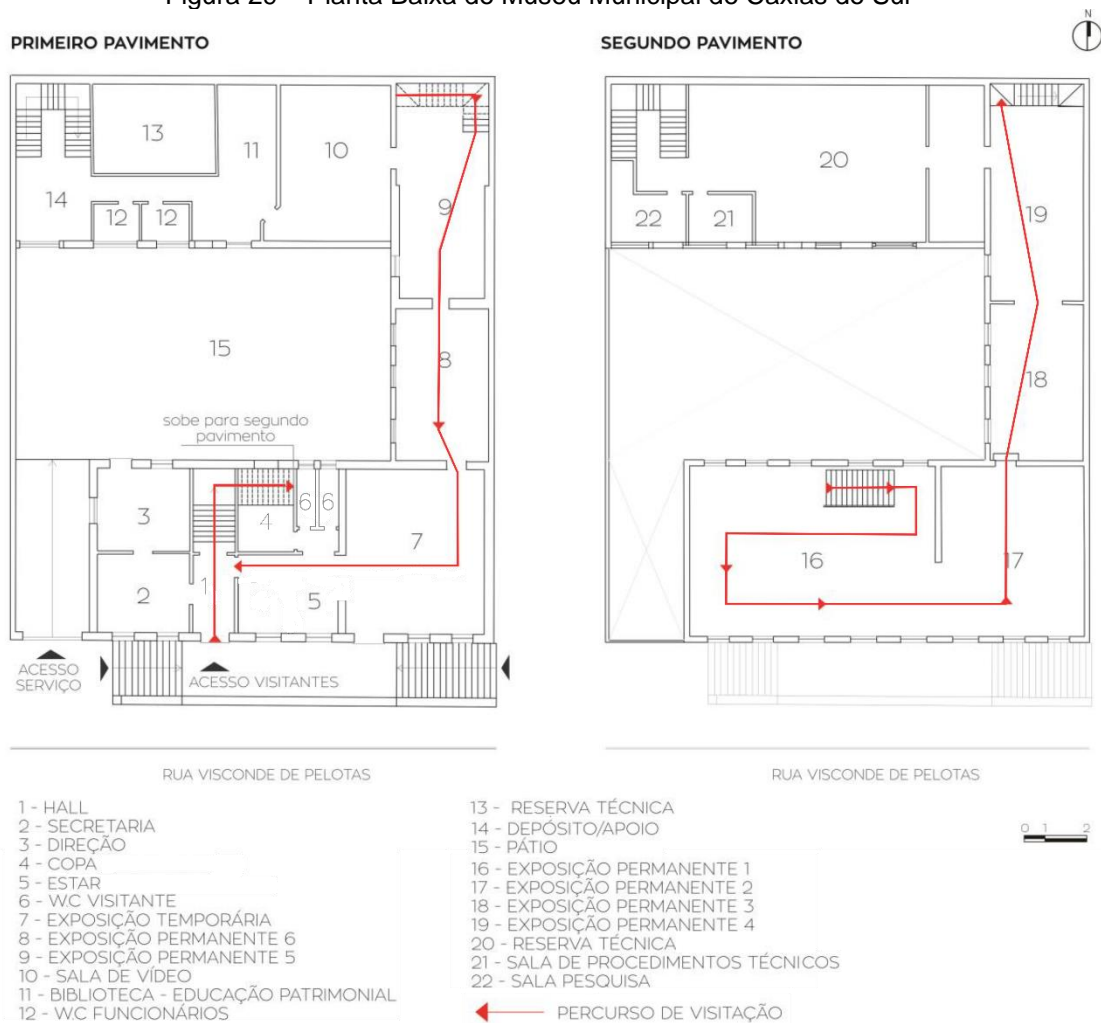 Figura 20 – Planta Baixa do Museu Municipal de Caxias do Sul
N
PRIMEIRO PAVIMENTO
SEGUNDO PAVIMENTO
13
11
10
14
12
12
9
15
8
sobe para segundo
pavimento
3
6
6
4
7
2
1
5
ACESSO
SERVIÇO
ACESSO VISITANTES
20
22
21
19
18
16
17
RUA VISCONDE DE PELOTAS
RUA VISCONDE DE PELOTAS
1 - HALL
2 - SECRETARIA
3 - DIREÇÃO
4 - COPA
5 - ESTAR
6 - WC VISITANTE
7 - EXPOSIÇÃO TEMPORÁRIA
8 - EXPOSIÇÃO PERMANENTE 6
9 - EXPOSIÇÃO PERMANENTE 5
10 - SALA DE VÍDEO
11 - BIBLIOTECA - EDUCAÇÃO PATRIMONIAL
12 - WC FUNCIONÁRIOS
13 - RESERVA TÉCNICA
14 - DEPÓSITO/APOIO
15 - PÁTIO
16 - EXPOSIÇÃO PERMANENTE 1
17 - EXPOSIÇÃO PERMANENTE 2
18 - EXPOSIÇÃO PERMANENTE 3
19 - EXPOSIÇÃO PERMANENTE 4
20 - RESERVA TÉCNICA
21 - SALA DE PROCEDIMENTOS TÉCNICOS
22 - SALA PESQUISA
PERCURSO DE VISITAÇÃO
0 1 2